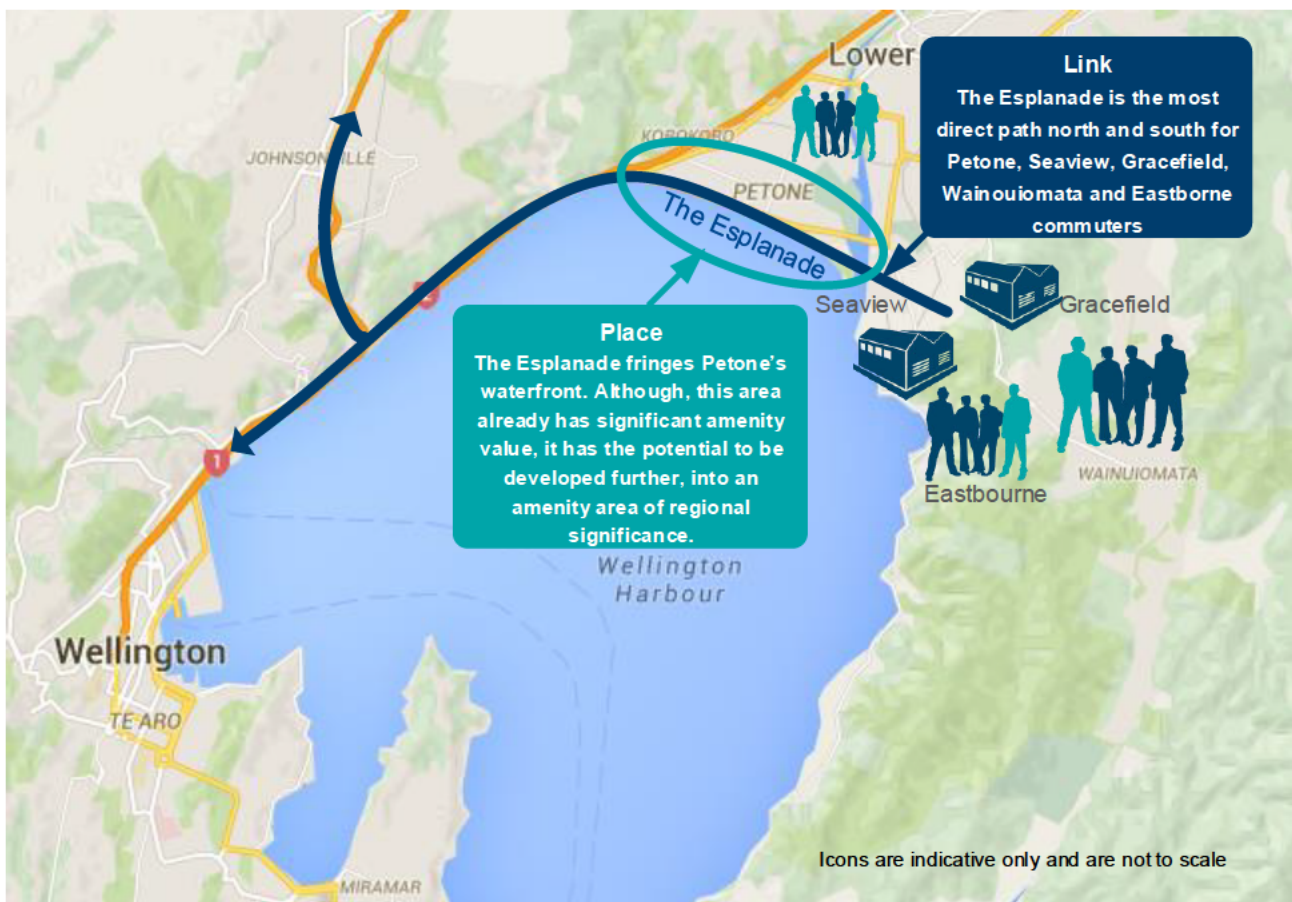 Lower
Link
The Esplanade is the most
direct path north and south for
Petone, Seaview, Gracefield,
Wainouiomata and Eastborne
commuters
KOROKORO
JOHNSONVILLE
PETONE
The Esplanade
Seaview
Gracefield
Place
The Esplanade fringes Petone's
waterfront. Although, this area
already has significant amenity
value, it has the potential to be
developed further, into an
amenity area of regional
significance.
1
WAINUIOMATA
Eastbourne
Wellington
Harbour
Wellington
TE ARO
Icons are indicative only and are not to scale
MIRAMAR